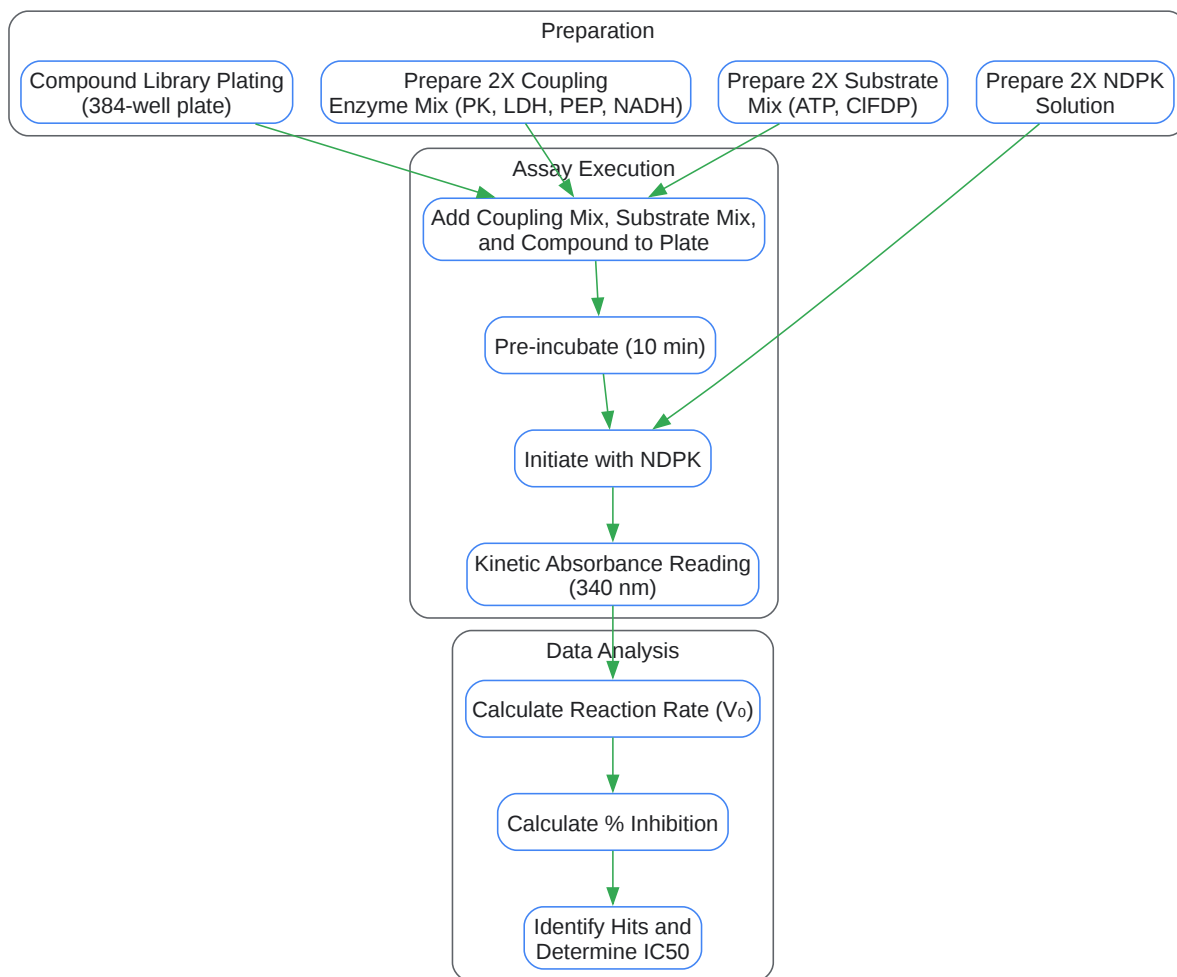 Preparation
Compound Library Plating
(384-well plate)
Prepare 2X Coupling
Enzyme Mix (PK, LDH, PEP, NADH)
Prepare 2X Substrate
Mix (ATP, ClFDP)
Prepare 2X NDPK
Solution
Assay Execution
Add Coupling Mix, Substrate Mix,
and Compound to Plate
Pre-incubate (10 min)
Initiate with NDPK
Kinetic Absorbance Reading
(340 nm)
Data Analysis
Calculate Reaction Rate (V₀)
Calculate % Inhibition
Identify Hits and
Determine IC50